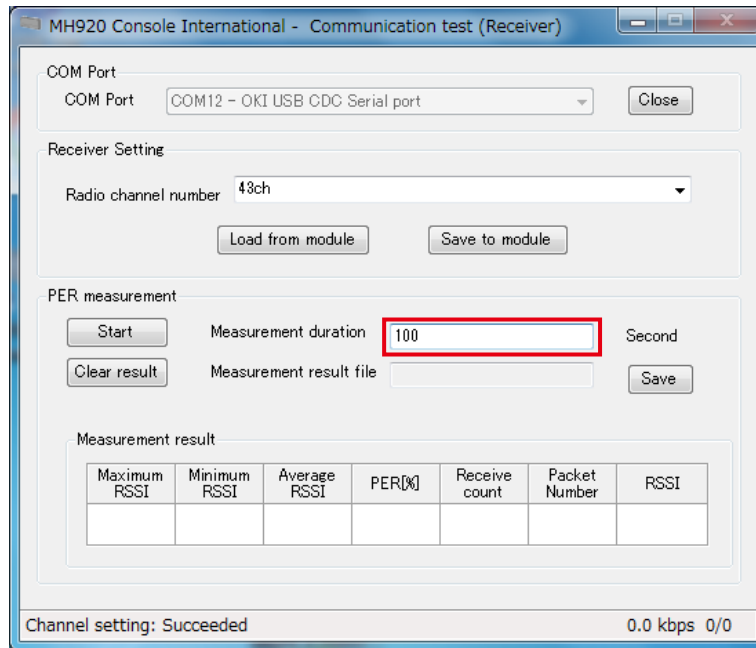 MH920 Console International - Communication test (Receiver)
COM Port
COM Port COM12 - OKI USB CDC Serial port Close
Receiver Setting
Radio channel number 43ch
Load from module Save to module
PER measurement
Start Measurement duration 100 Second
Clear result Measurement result file Save
Measurement result
Maximum RSSI Minimum RSSI Average RSSI PER[%] Receive count Packet Number RSSI
Channel setting: Succeeded 0.0 kbps 0/0